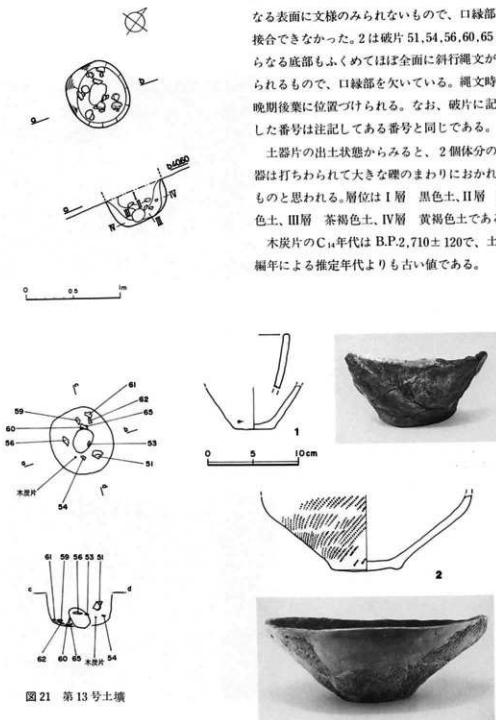 なる表面に文様のみられないもので、口縁部
接合できなかった。2は破片51,54,56,60,65
らなる底部もふくめてほぼ全面に斜行縄文が
られるもので、口縁部を欠いている。縄文時
晩期後葉に位置づけられる。なお、破片に記
した番号は注記してある番号と同じである。
土器片の出土状態からみると、2個体分の
器は打ちわられて大きな礫のまわりにおかれ
ものと思われる。層位はI層 黒色土、II層
色土、III層 茶褐色土、IV層 黄褐色土であ
木炭片のC14年代は B.P.2,710±120で、土
編年による推定年代よりも古い値である。
IV
IV
III
0 0.5 1m
61
62
59
65
60
56
53
51
木炭片
54
1
0 5 10cm
2
61 59 56 53 51
c d
62 60 65 木炭片 54
図21 第13号土壙